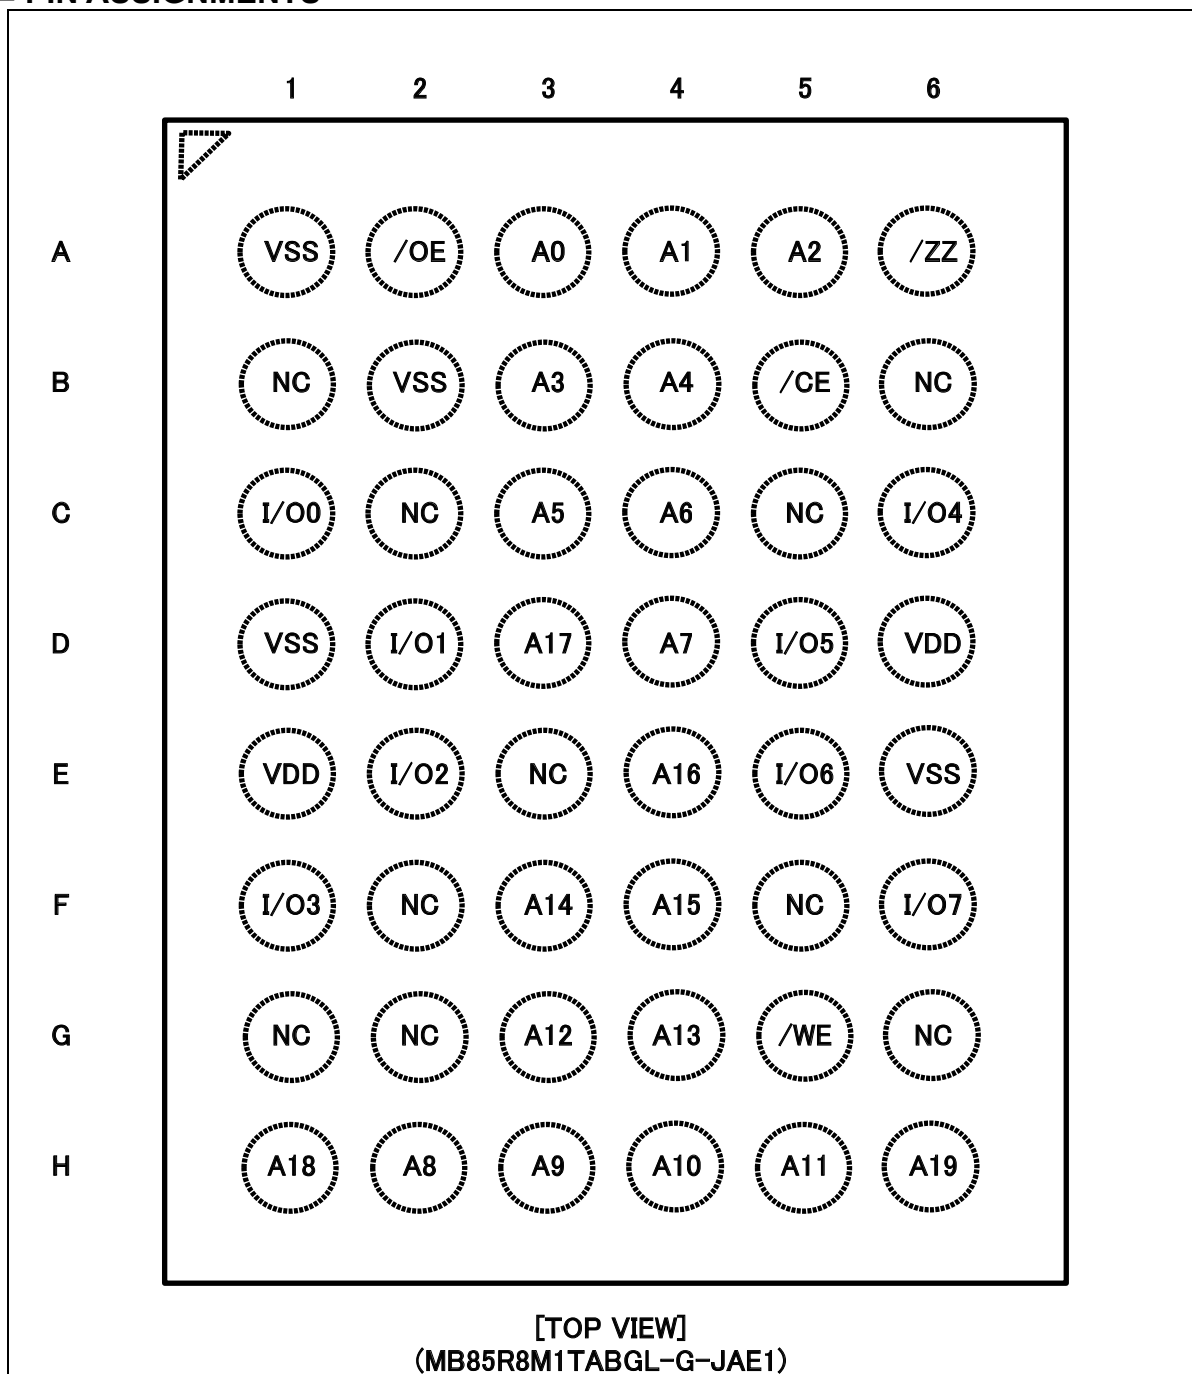 PIN ASSIGNMENTS
1 2 3 4 5 6
A VSS /OE A0 A1 A2 /ZZ
B NC VSS A3 A4 /CE NC
C I/O0 NC A5 A6 NC I/O4
D VSS I/O1 A17 A7 I/O5 VDD
E VDD I/O2 NC A16 I/O6 VSS
F I/O3 NC A14 A15 NC I/O7
G NC NC A12 A13 /WE NC
H A18 A8 A9 A10 A11 A19
[TOP VIEW]
(MB85R8M1TABGL-G-JAE1)